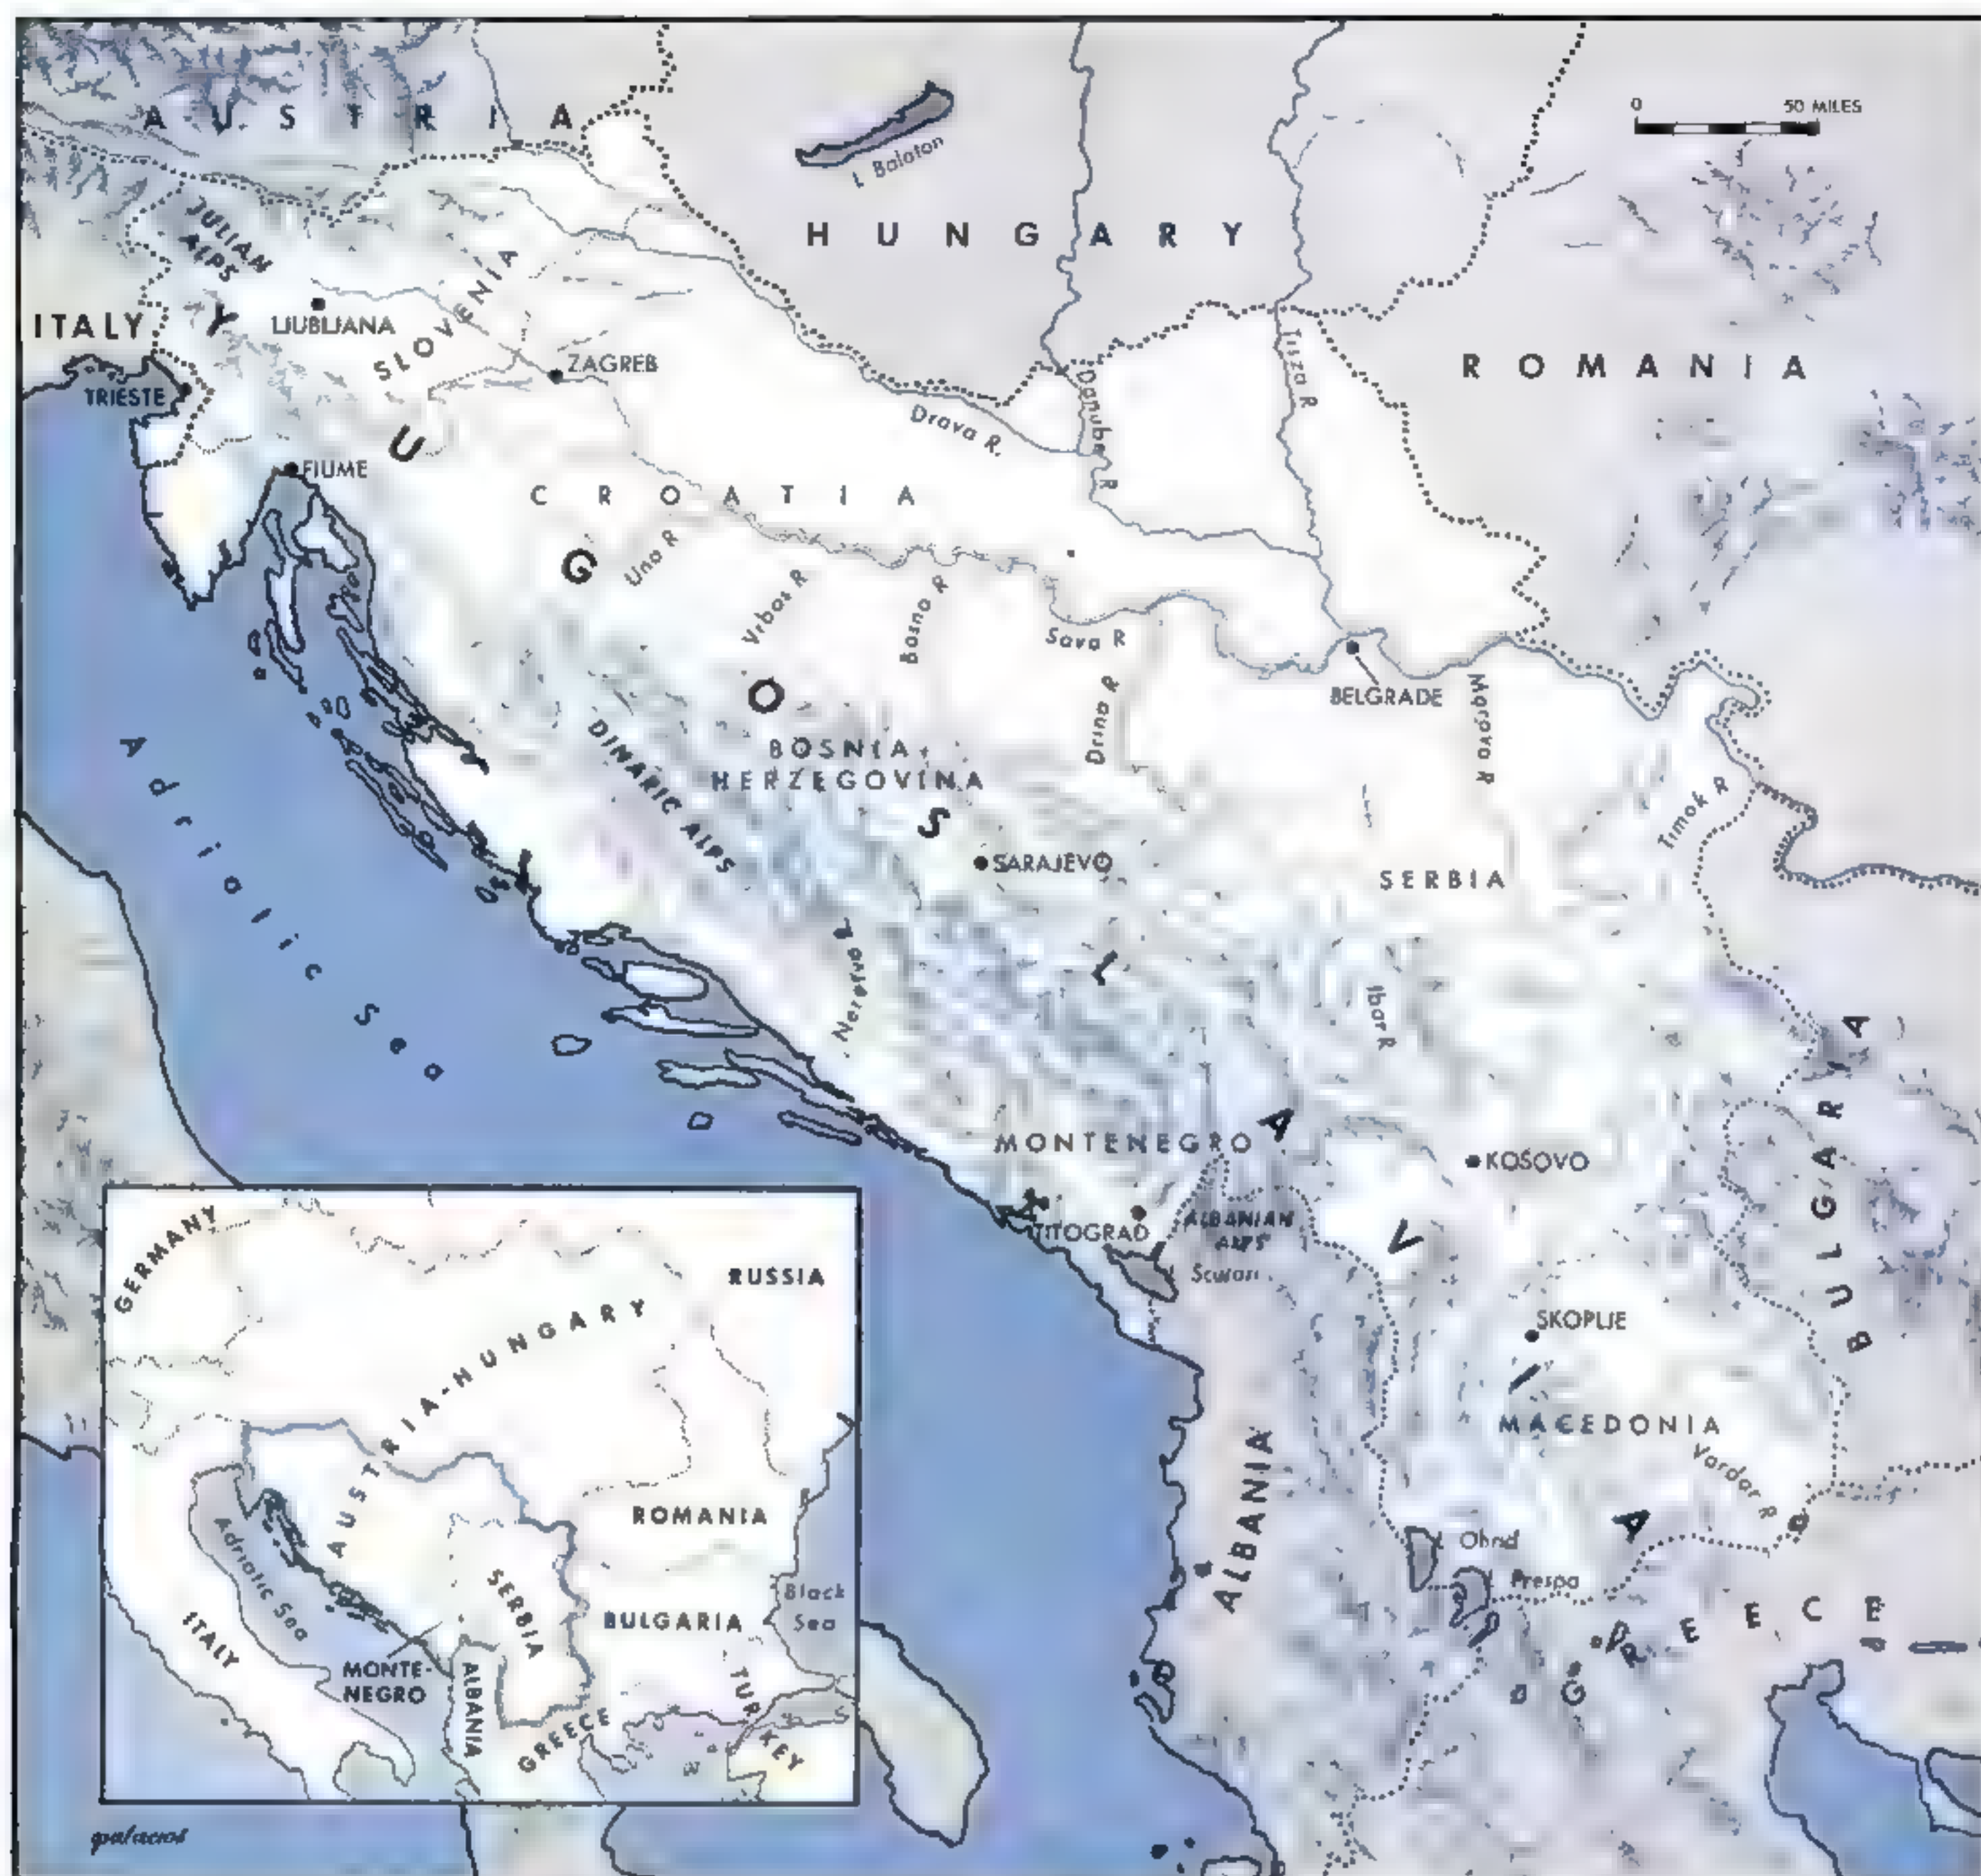 AUSTRIA
0 50 MILES
L. Balaton
HUNGARY
JULIAN
ALPS
ITALY
LJUBLJANA
SLOVENIA
ZAGREB
TRIESTE
ROMANIA
Tisza R
Danube R
Drava R.
FIUME
CROATIA
Una R
Vrbas R
Bosna R
Sava R
Drina R
BELGRADE
Morava R
Timok R
YUGOSLAVIA
DINARIC ALPS
BOSNIA-
HERZEGOVINA
SARAJEVO
SERBIA
Adriatic Sea
Neretva R
Ibar R
BULGARIA
MONTENEGRO
KOSOVO
TITOGRAD
ALBANIAN
ALPS
Scutari
SKOPLJE
MACEDONIA
Vardar R
ALBANIA
Ohrid
Prespa
GREECE
GERMANY
RUSSIA
AUSTRIA-HUNGARY
ROMANIA
Adriatic Sea
SERBIA
Black
Sea
BULGARIA
ITALY
MONTE-
NEGRO
ALBANIA
GREECE
TURKEY
palacios